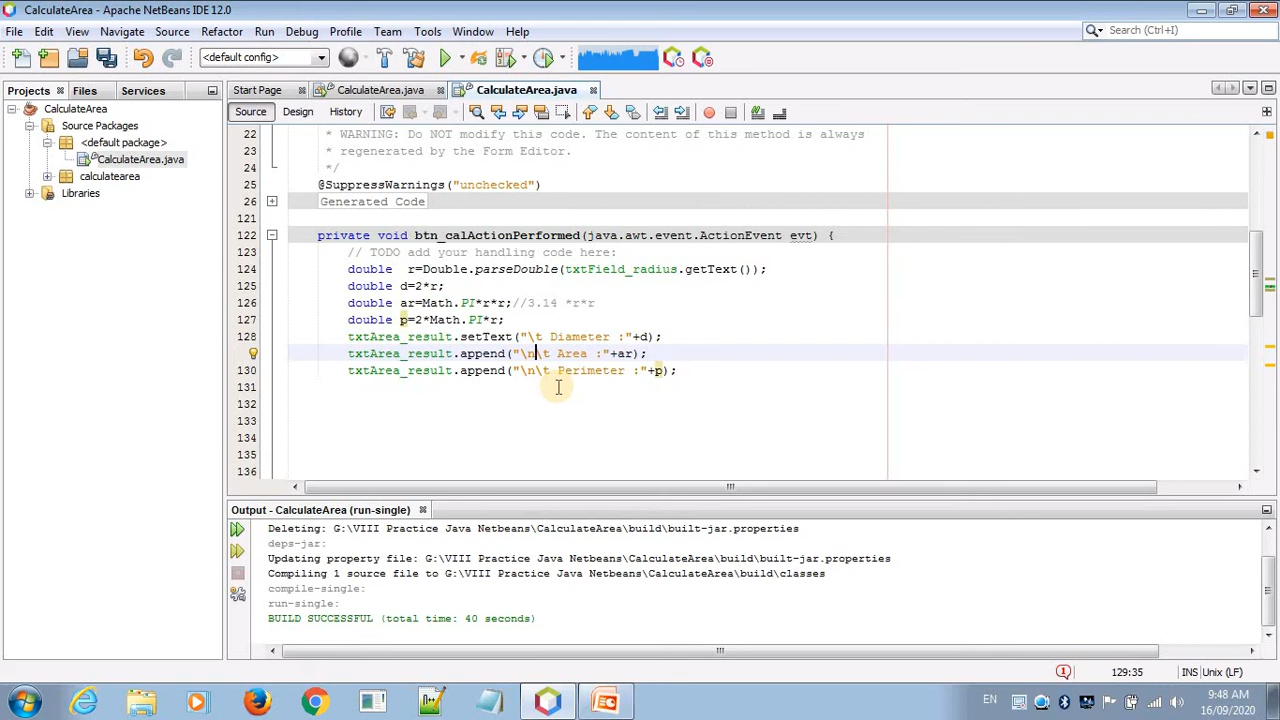 CalculateArea - Apache NetBeans IDE 12.0
File Edit View Navigate Source Refactor Run Debug Profile Team Tools Window Help
Search (Ctrl+I)
<default config>
Projects Files Services
Start Page CalculateArea.java CalculateArea.java
Source Design History
CalculateArea
Source Packages
<default package>
CalculateArea.java
calculatearea
Libraries
22 * WARNING: Do NOT modify this code. The content of this method is always
23 * regenerated by the Form Editor.
24 */
25 @SuppressWarnings("unchecked")
26 Generated Code
121
122 private void btn_calActionPerformed(java.awt.event.ActionEvent evt) {
123 // TODO add your handling code here:
124 double  r=Double.parseDouble(txtField_radius.getText());
125 double d=2*r;
126 double ar=Math.PI*r*r;//3.14 *r*r
127 double p=2*Math.PI*r;
128 txtArea_result.setText("\t Diameter :"+d);
txtArea_result.append("\n\t Area :"+ar);
130 txtArea_result.append("\n\t Perimeter :"+p);
131
132
133
134
135
136
Output - CalculateArea (run-single)
Deleting: G:\VIII Practice Java Netbeans\CalculateArea\build\built-jar.properties
deps-jar:
Updating property file: G:\VIII Practice Java Netbeans\CalculateArea\build\built-jar.properties
Compiling 1 source file to G:\VIII Practice Java Netbeans\CalculateArea\build\classes
compile-single:
run-single:
BUILD SUCCESSFUL (total time: 40 seconds)
129:35 INS Unix (LF)
EN
9:48 AM
16/09/2020